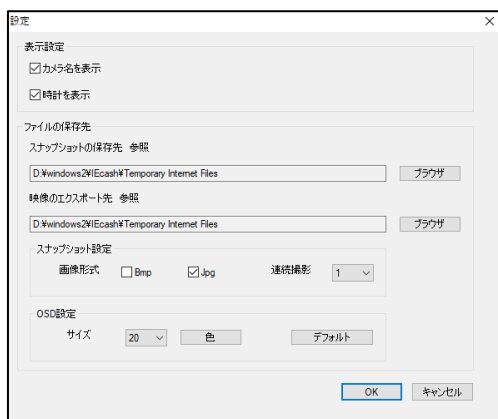 設定
表示設定
カメラ名を表示
時計を表示
ファイルの保存先
スナップショットの保存先 参照
D:¥windows2¥IEcash¥Temporary Internet Files
ブラウザ
映像のエクスポート先 参照
D:¥windows2¥IEcash¥Temporary Internet Files
ブラウザ
スナップショット設定
画像形式 Bmp Jpg 連続撮影 1
OSD設定
サイズ 20 色 デフォルト
OK キャンセル